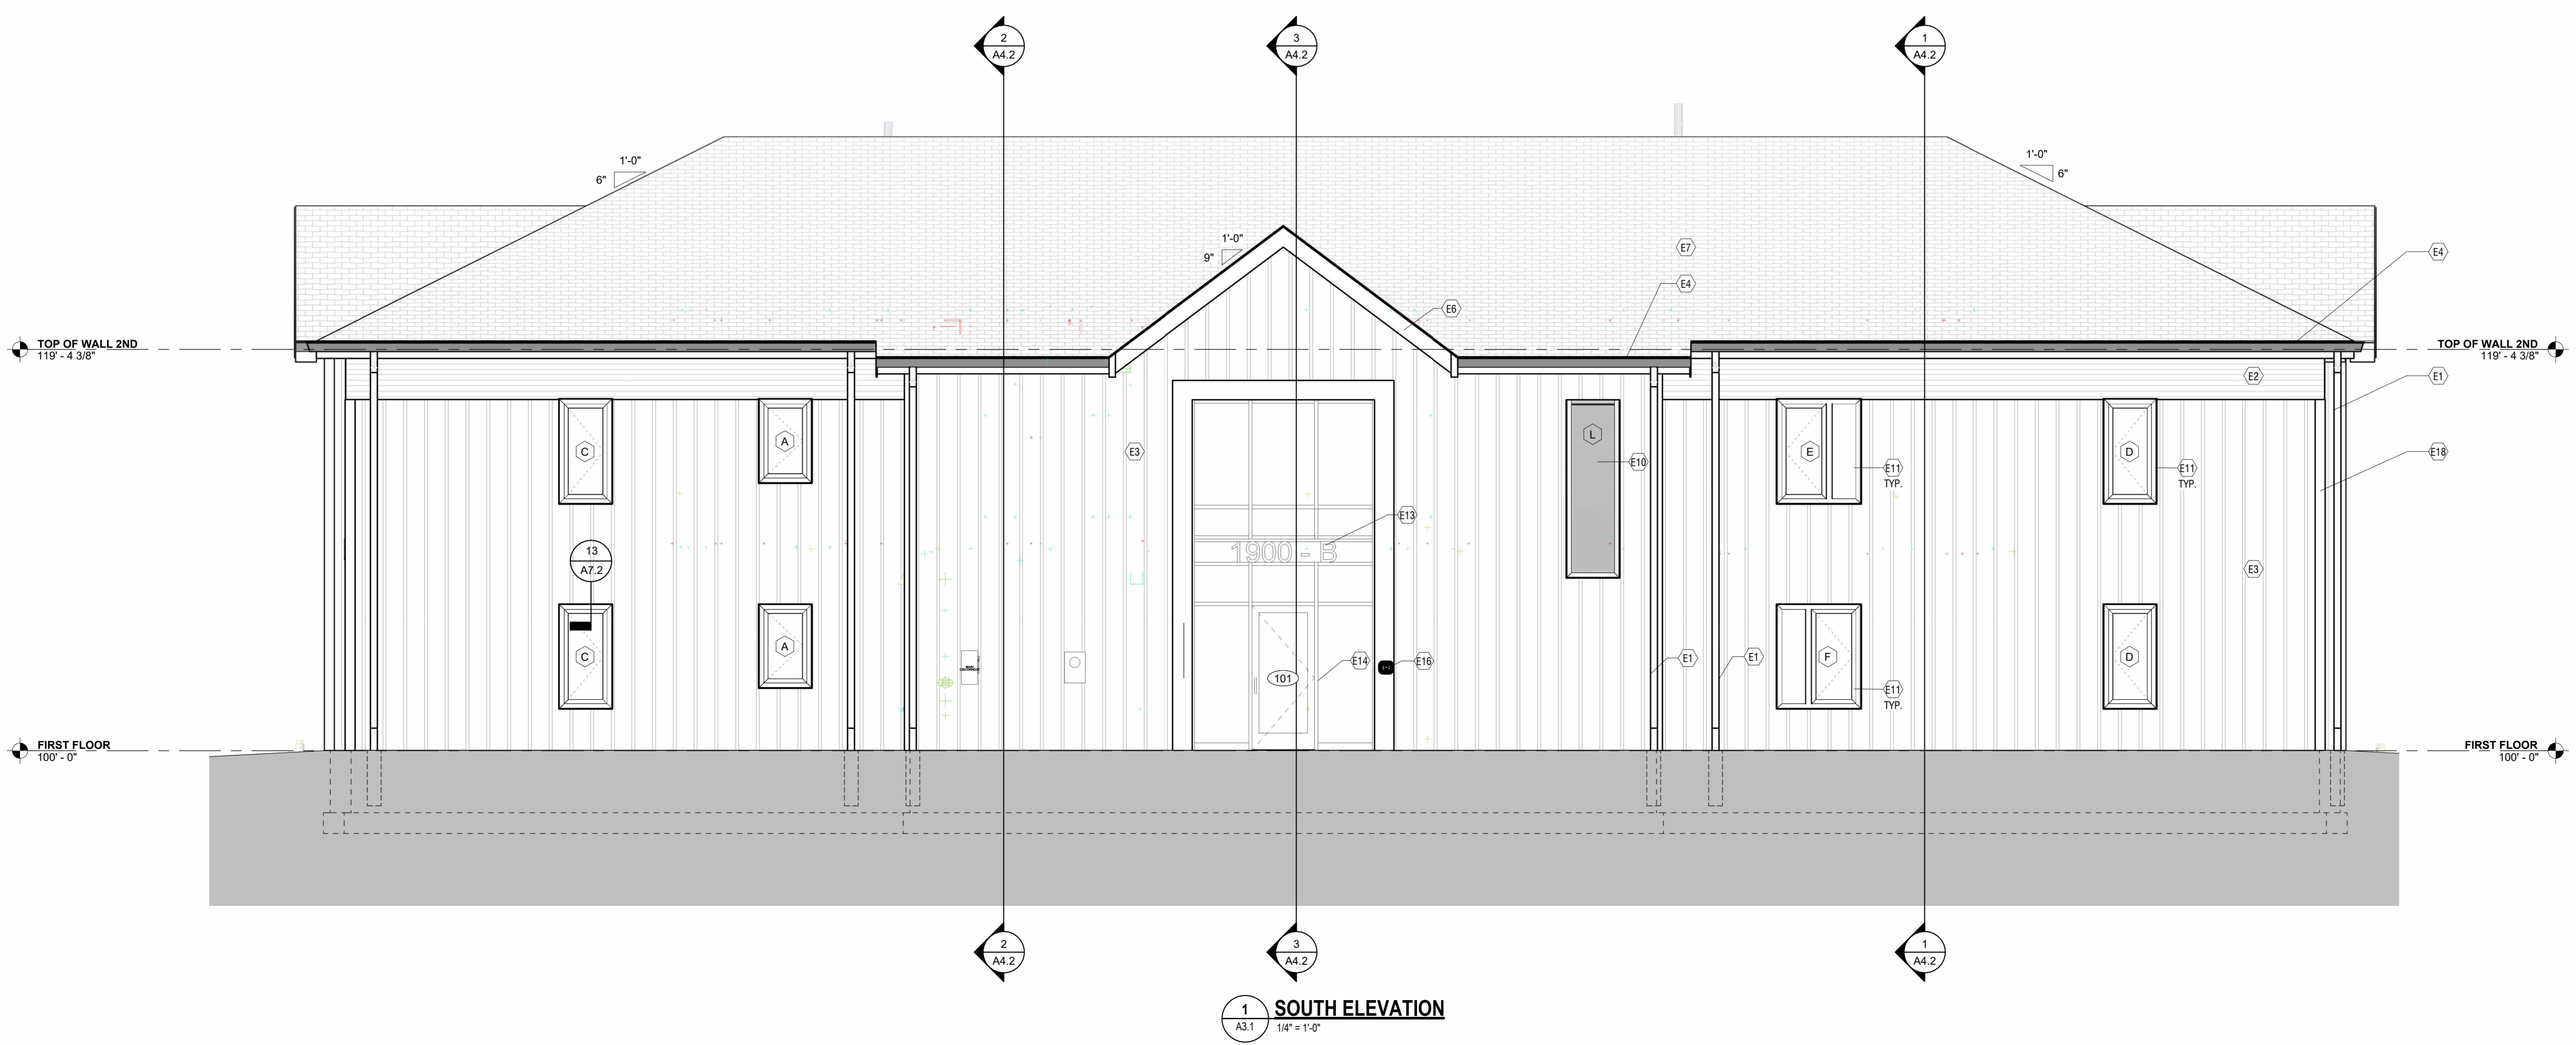 2
A4.2
3
A4.2
1
A4.2
1'-0"
6"
1'-0"
6"
1'-0"
9"
E7
E4
E4
E6
TOP OF WALL 2ND
119' - 4 3/8"
TOP OF WALL 2ND
119' - 4 3/8"
E2
E1
C
A
E3
L
E10
E
E11
TYP.
D
E11
TYP.
E18
E13
1900 - B
13
A7.2
E3
C
A
MAIN
DISCONNECT
101
E14
E16
E1
E1
F
E11
TYP.
D
FIRST FLOOR
100' - 0"
FIRST FLOOR
100' - 0"
2
A4.2
3
A4.2
1
A4.2
1
A3.1
SOUTH ELEVATION
1/4" = 1'-0"